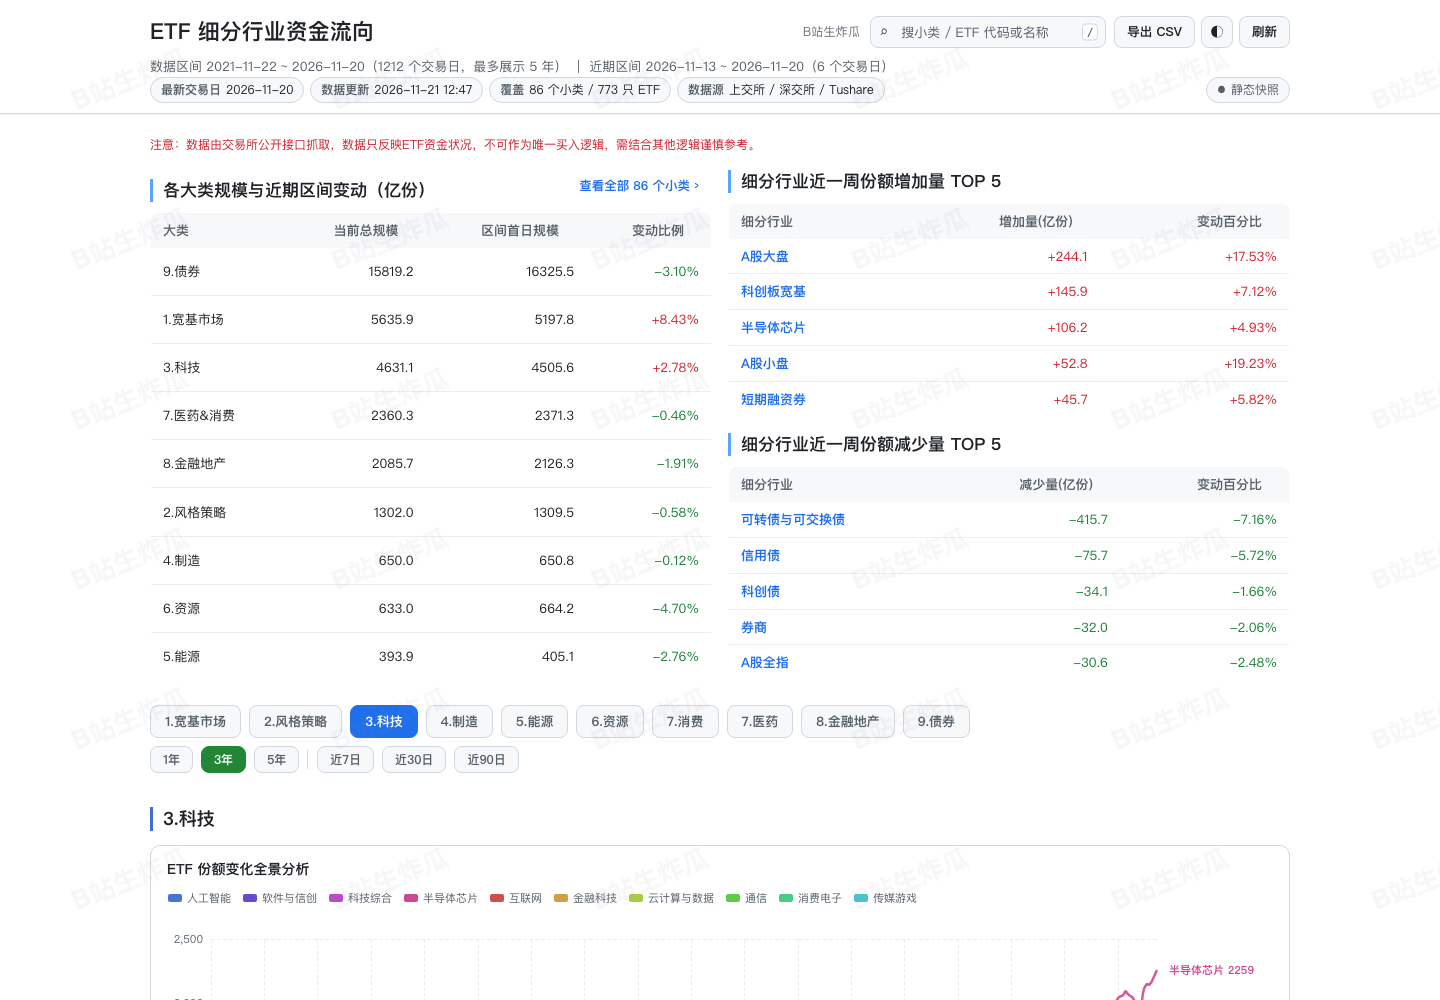 ETF 细分行业资金流向
B站生炸瓜
搜小类 / ETF 代码或名称 /
导出 CSV
刷新
数据区间 2021-11-22 ~ 2026-11-20（1212 个交易日，最多展示 5 年） | 近期区间 2026-11-13 ~ 2026-11-20（6 个交易日）
最新交易日 2026-11-20
数据更新 2026-11-21 12:47
覆盖 86 个小类 / 773 只 ETF
数据源 上交所 / 深交所 / Tushare
静态快照
注意：数据由交易所公开接口抓取，数据只反映ETF资金状况，不可作为唯一买入逻辑，需结合其他逻辑谨慎参考。
各大类规模与近期区间变动（亿份）
查看全部 86 个小类 ›
大类 当前总规模 区间首日规模 变动比例
9.债券 15819.2 16325.5 -3.10%
1.宽基市场 5635.9 5197.8 +8.43%
3.科技 4631.1 4505.6 +2.78%
7.医药&消费 2360.3 2371.3 -0.46%
8.金融地产 2085.7 2126.3 -1.91%
2.风格策略 1302.0 1309.5 -0.58%
4.制造 650.0 650.8 -0.12%
6.资源 633.0 664.2 -4.70%
5.能源 393.9 405.1 -2.76%
细分行业近一周份额增加量 TOP 5
细分行业 增加量(亿份) 变动百分比
A股大盘 +244.1 +17.53%
科创板宽基 +145.9 +7.12%
半导体芯片 +106.2 +4.93%
A股小盘 +52.8 +19.23%
短期融资券 +45.7 +5.82%
细分行业近一周份额减少量 TOP 5
细分行业 减少量(亿份) 变动百分比
可转债与可交换债 -415.7 -7.16%
信用债 -75.7 -5.72%
科创债 -34.1 -1.66%
券商 -32.0 -2.06%
A股全指 -30.6 -2.48%
1.宽基市场 2.风格策略 3.科技 4.制造 5.能源 6.资源 7.消费 7.医药 8.金融地产 9.债券
1年 3年 5年 近7日 近30日 近90日
3.科技
ETF 份额变化全景分析
人工智能 软件与信创 科技综合 半导体芯片 互联网 金融科技 云计算与数据 通信 消费电子 传媒游戏
2,500
半导体芯片 2259